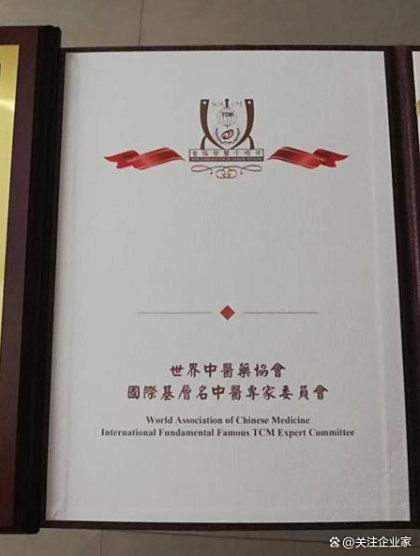 TCM
世界中醫藥協會
國際基層名中醫專家委員會
World Association of Chinese Medicine
International Fundamental Famous TCM Expert Committee
@关注企业家